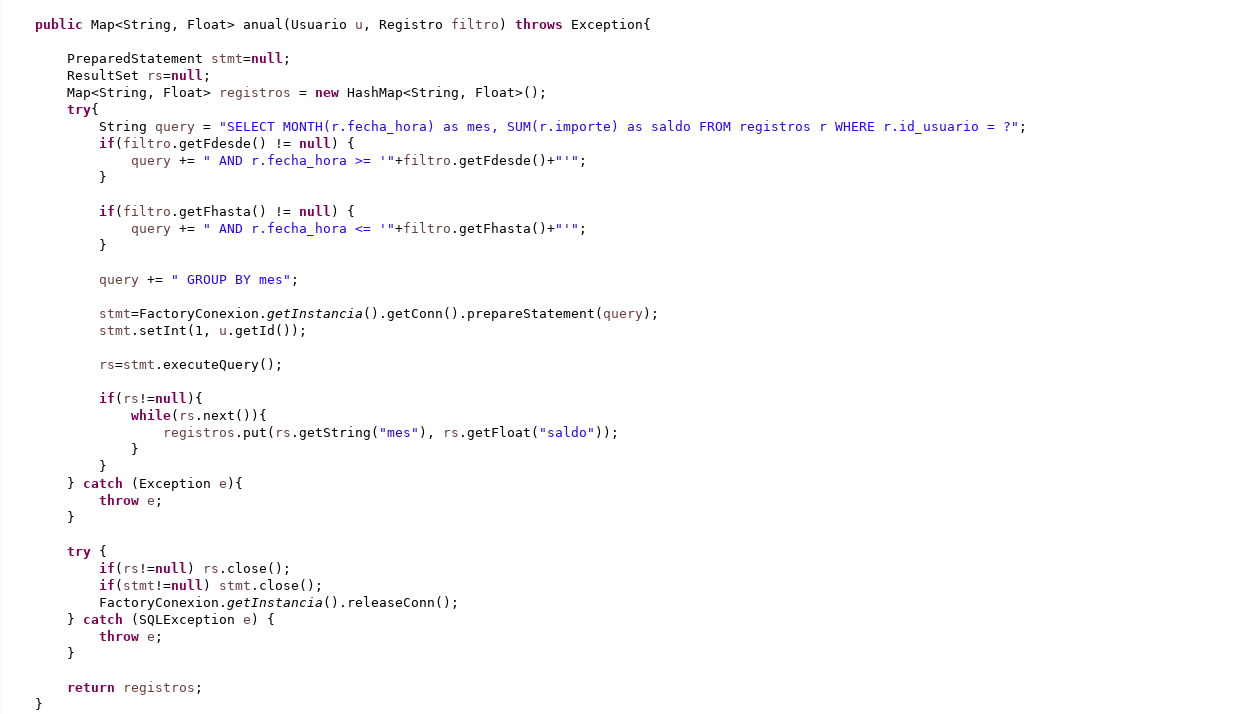 public Map<String, Float> anual(Usuario u, Registro filtro) throws Exception{
PreparedStatement stmt=null;
ResultSet rs=null;
Map<String, Float> registros = new HashMap<String, Float>();
try{
String query = "SELECT MONTH(r.fecha_hora) as mes, SUM(r.importe) as saldo FROM registros r WHERE r.id_usuario = ?";
if(filtro.getFdesde() != null) {
query += " AND r.fecha_hora >= '"+filtro.getFdesde()+"'";
}
if(filtro.getFhasta() != null) {
query += " AND r.fecha_hora <= '"+filtro.getFhasta()+"'";
}
query += " GROUP BY mes";
stmt=FactoryConexion.getInstancia().getConn().prepareStatement(query);
stmt.setInt(1, u.getId());
rs=stmt.executeQuery();
if(rs!=null){
while(rs.next()){
registros.put(rs.getString("mes"), rs.getFloat("saldo"));
}
}
} catch (Exception e){
throw e;
}
try {
if(rs!=null) rs.close();
if(stmt!=null) stmt.close();
FactoryConexion.getInstancia().releaseConn();
} catch (SQLException e) {
throw e;
}
return registros;
}